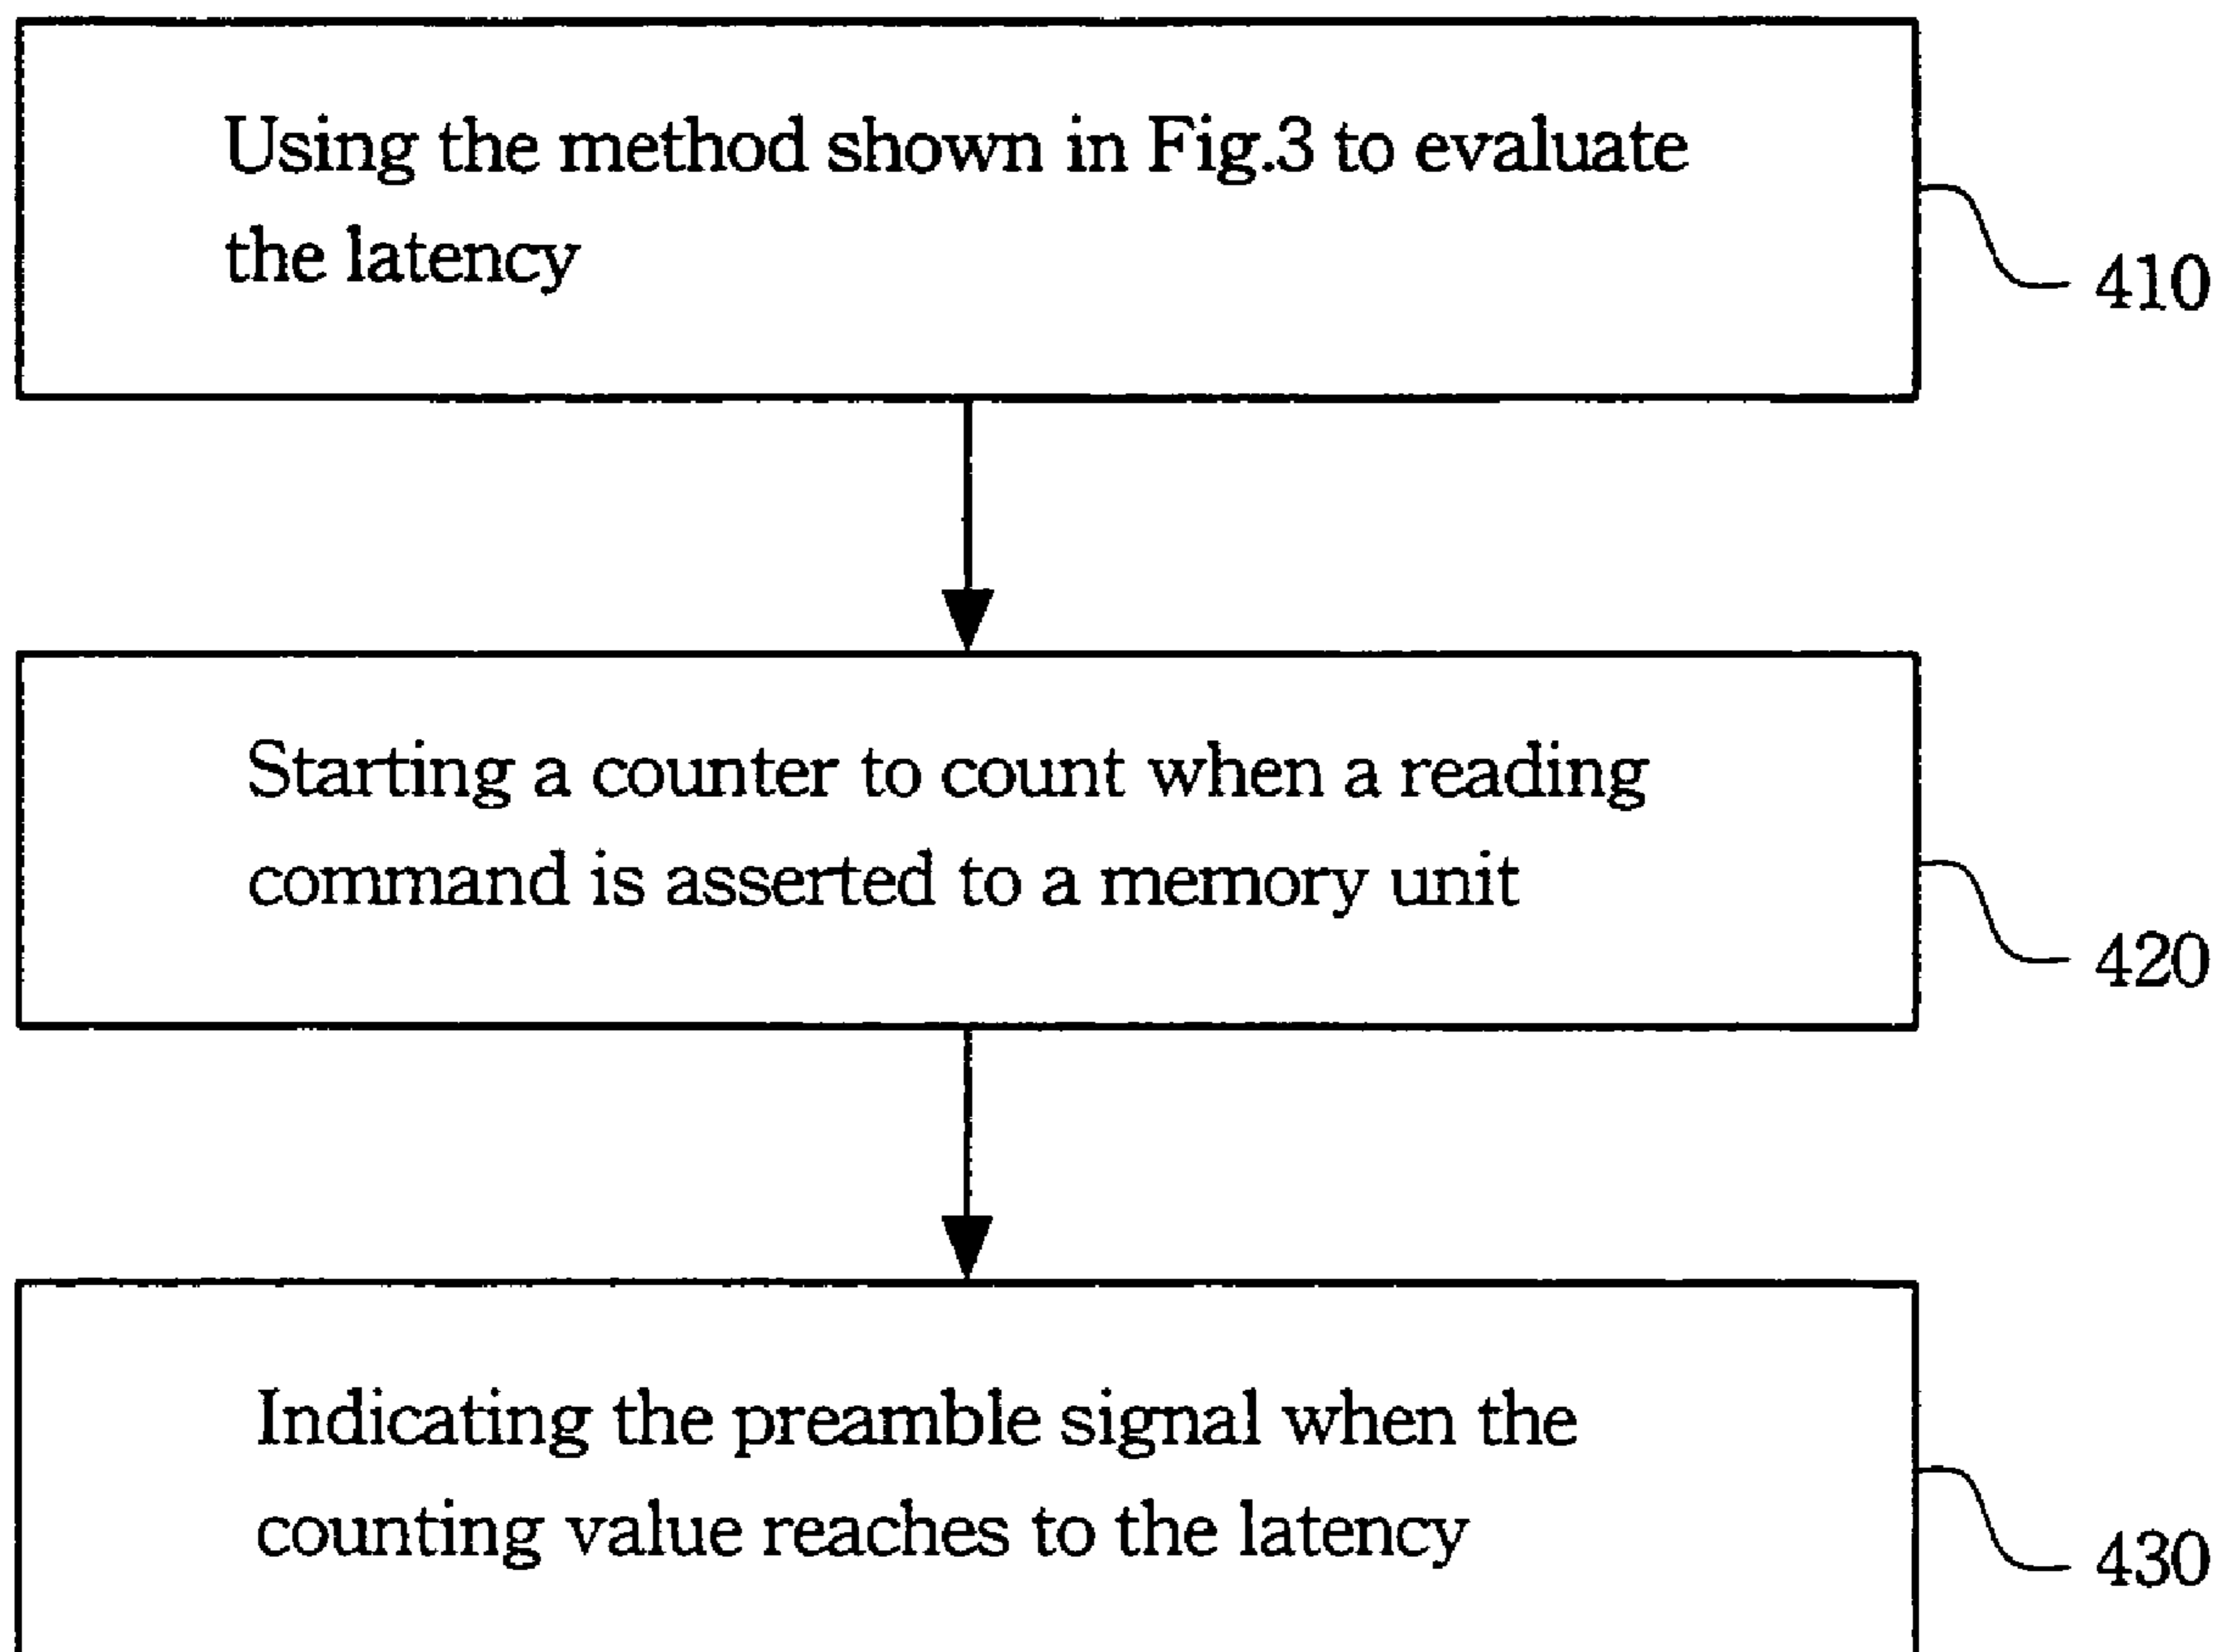 Using the method shown in Fig.3 to evaluate
the latency
410
Starting a counter to count when a reading
command is asserted to a memory unit
420
Indicating the preamble signal when the
counting value reaches to the latency
430